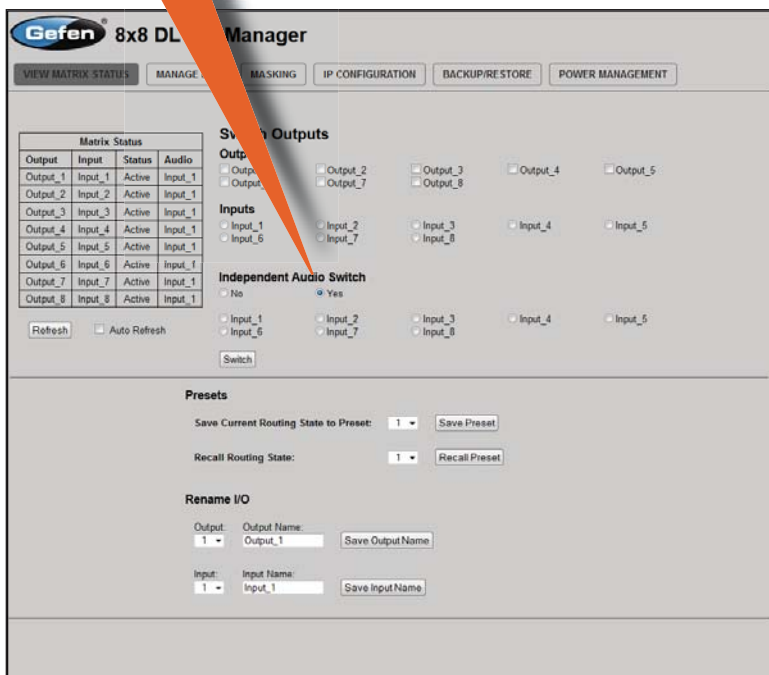 Gefen®
8x8 DL Manager
VIEW MATRIX STATUS MANAGE MASKING IP CONFIGURATION BACKUP/RESTORE POWER MANAGEMENT
Matrix Status
Output Input Status Audio
Output_1 Input_1 Active Input_1
Output_2 Input_2 Active Input_1
Output_3 Input_3 Active Input_1
Output_4 Input_4 Active Input_1
Output_5 Input_5 Active Input_1
Output_6 Input_6 Active Input_1
Output_7 Input_7 Active Input_1
Output_8 Input_8 Active Input_1
Refresh Auto Refresh
Outputs
Output_2 Output_3 Output_4 Output_5
Output_7 Output_8
Inputs
Input_1 Input_2 Input_3 Input_4 Input_5
Input_6 Input_7 Input_8
Independent Audio Switch
No Yes
Input_1 Input_2 Input_3 Input_4 Input_5
Input_6 Input_7 Input_8
Switch
Presets
Save Current Routing State to Preset: 1 Save Preset
Recall Routing State: 1 Recall Preset
Rename I/O
Output: Output Name:
1 Output_1 Save Output Name
Input: Input Name:
1 Input_1 Save Input Name